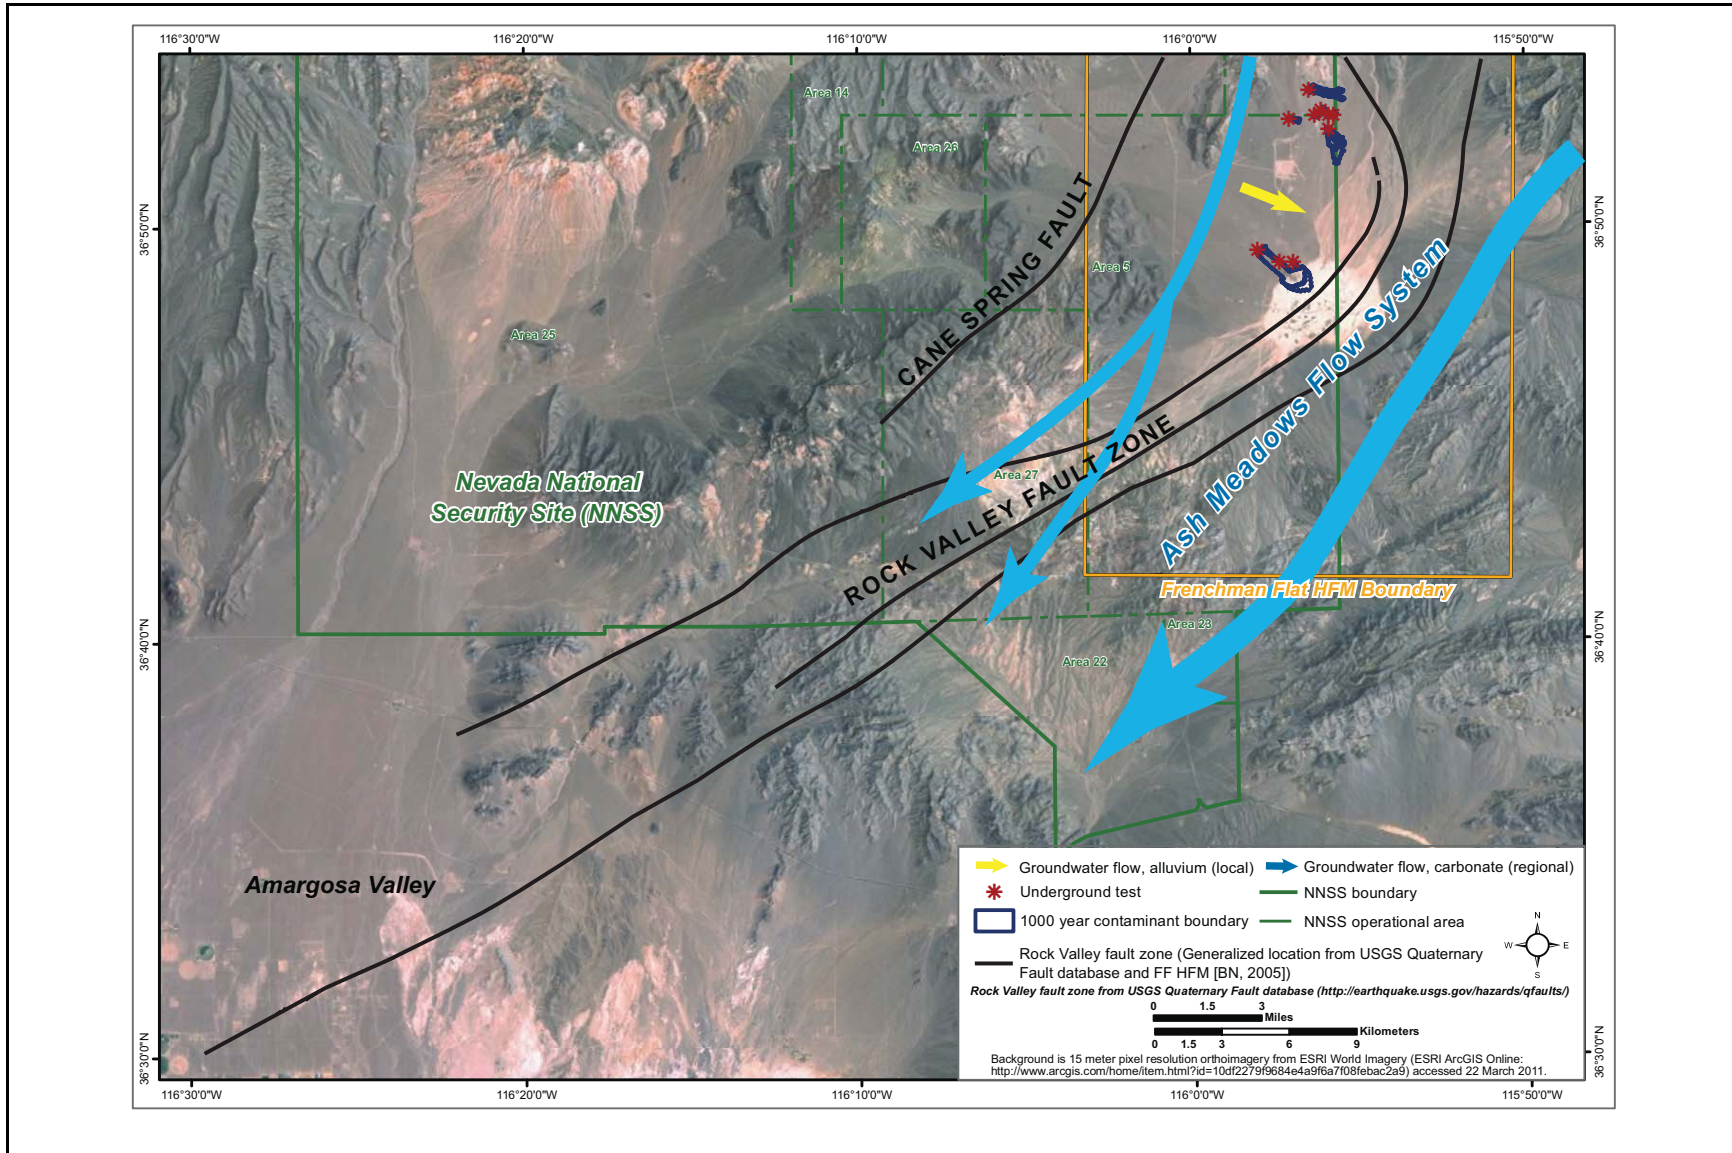 116°30'0"W 116°20'0"W 116°10'0"W 116°0'0"W 115°50'0"W
Area 14
Area 26
36°50'0"N
36°50'0"N
CANE SPRING FAULT
Area 5
Area 25
Ash Meadows Flow System
Nevada National
Security Site (NNSS)
Area 27
ROCK VALLEY FAULT ZONE
Frenchman Flat HFM Boundary
Area 23
36°40'0"N
36°40'0"N
Area 22
Amargosa Valley
Groundwater flow, alluvium (local)
Groundwater flow, carbonate (regional)
Underground test
NNSS boundary
1000 year contaminant boundary
NNSS operational area
N
W E
S
Rock Valley fault zone (Generalized location from USGS Quaternary
Fault database and FF HFM [BN, 2005])
Rock Valley fault zone from USGS Quaternary Fault database (http://earthquake.usgs.gov/hazards/qfaults/)
0 1.5 3
Miles
Kilometers
0 1.5 3 6 9
Background is 15 meter pixel resolution orthoimagery from ESRI World Imagery (ESRI ArcGIS Online:
http://www.arcgis.com/home/item.html?id=10df2279f9684e4a9f6a7f08febac2a9) accessed 22 March 2011.
36°30'0"N
36°30'0"N
116°30'0"W 116°20'0"W 116°10'0"W 116°0'0"W 115°50'0"W